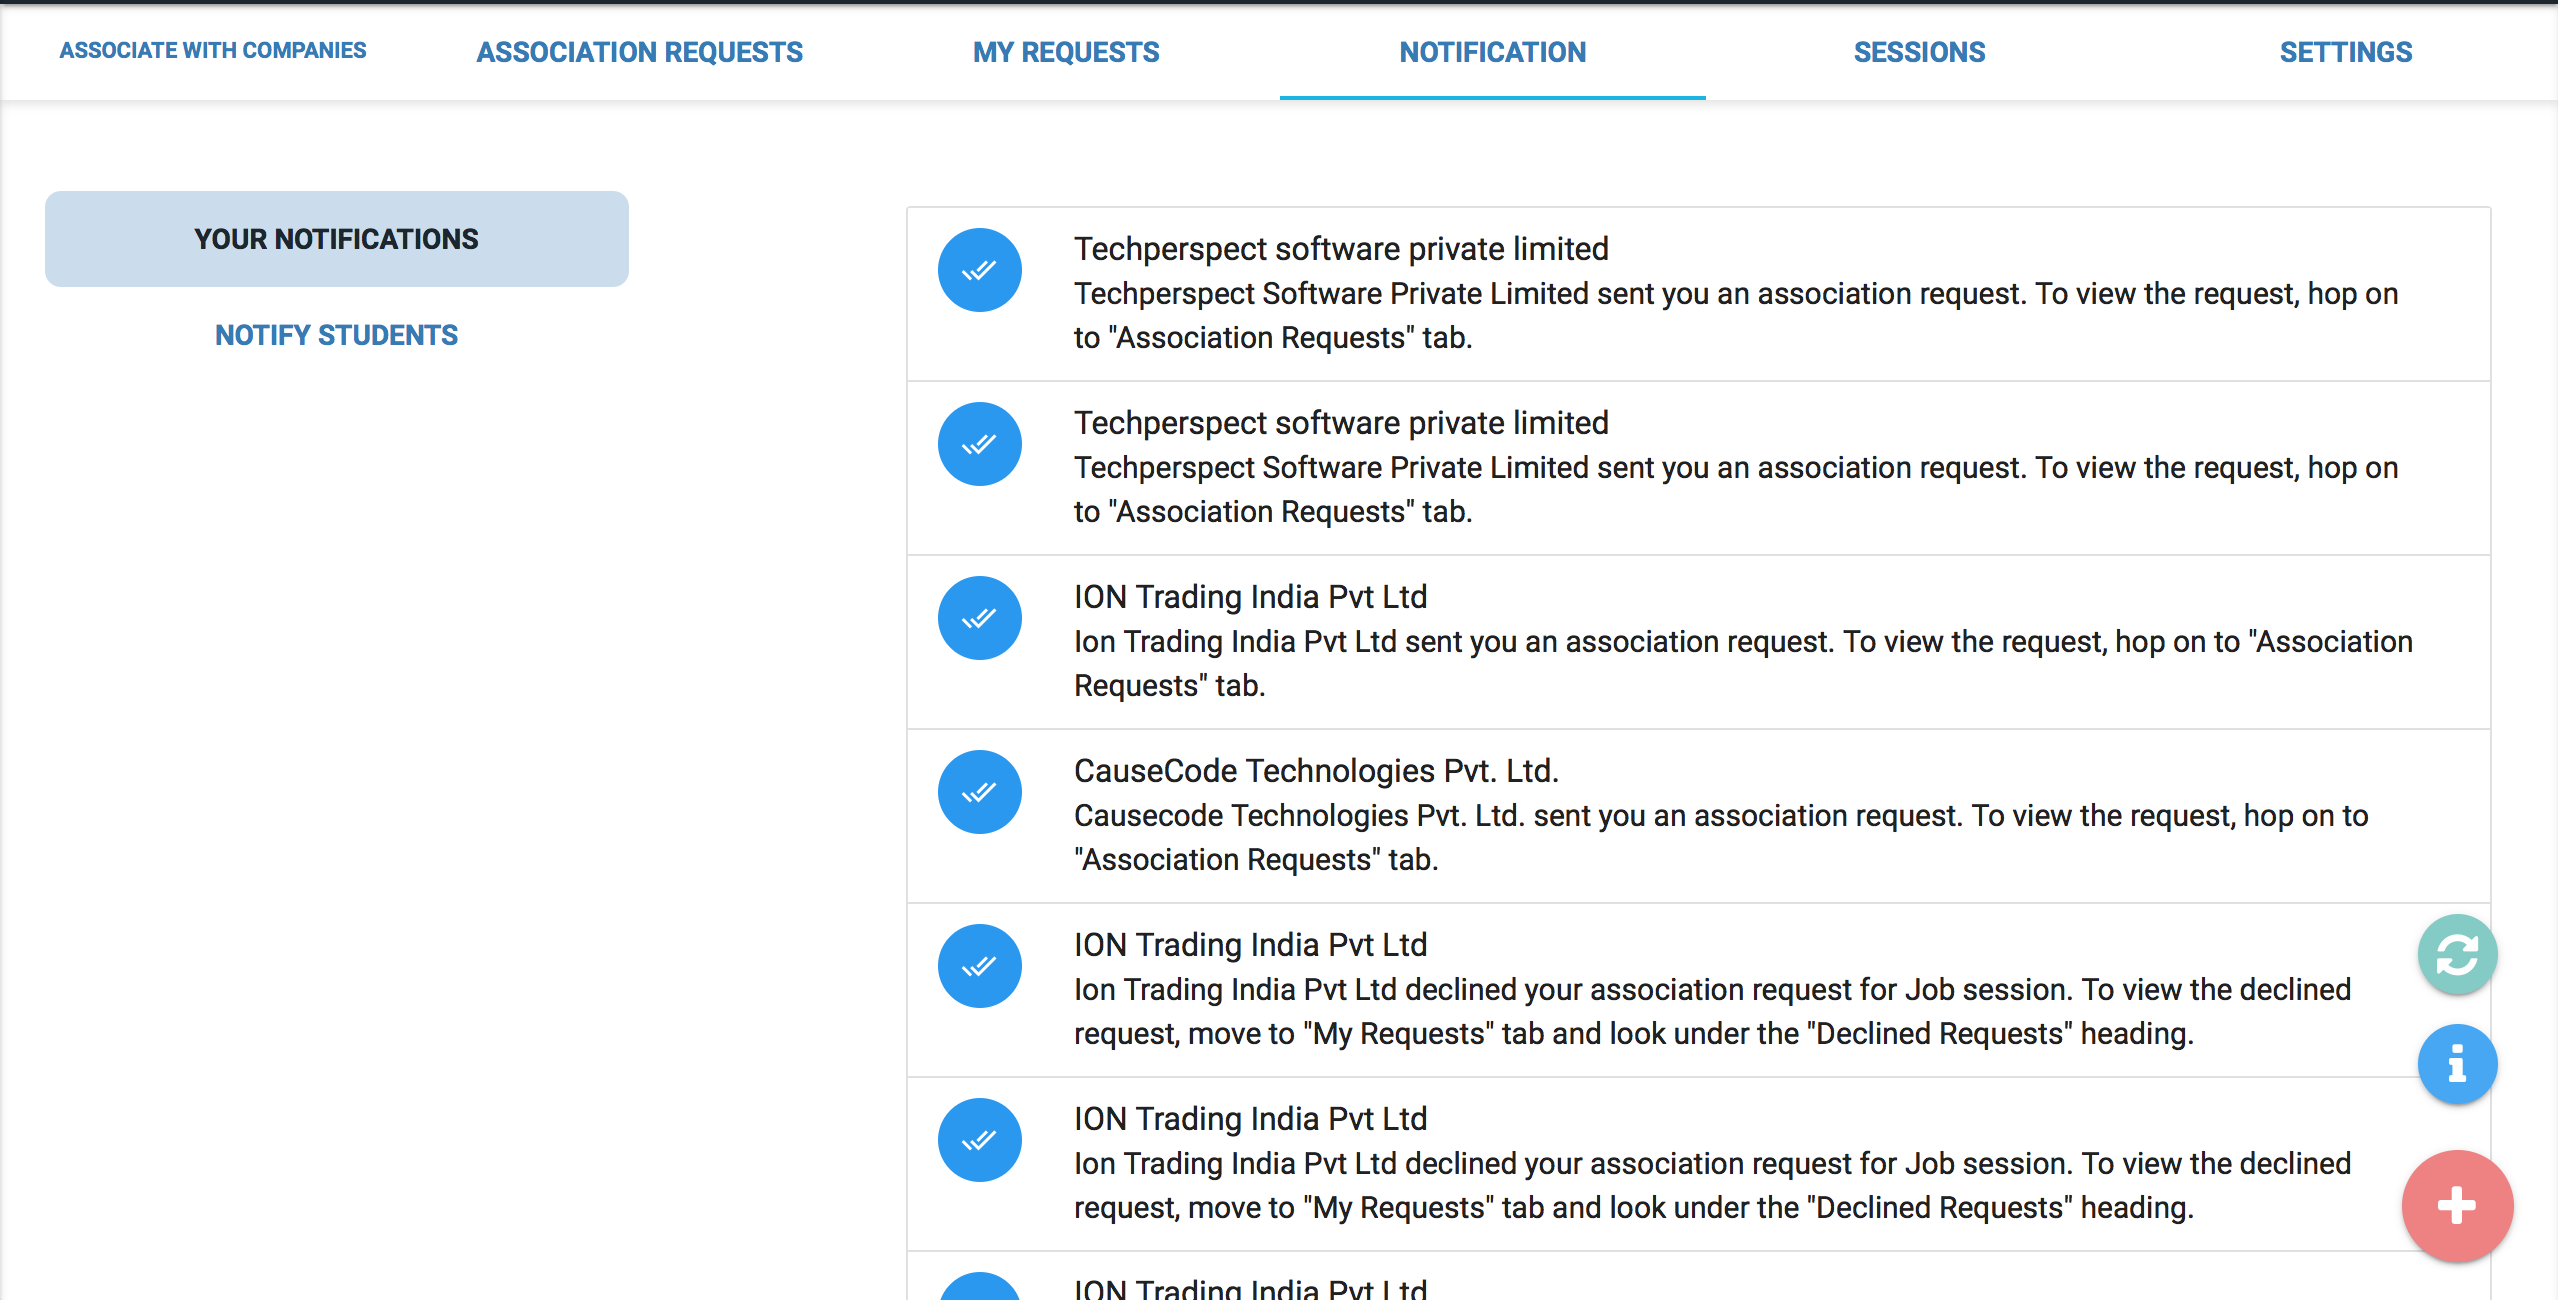 ASSOCIATE WITH COMPANIES
ASSOCIATION REQUESTS
MY REQUESTS
NOTIFICATION
SESSIONS
SETTINGS
YOUR NOTIFICATIONS
NOTIFY STUDENTS
Techperspect software private limited
Techperspect Software Private Limited sent you an association request. To view the request, hop on
to "Association Requests" tab.
Techperspect software private limited
Techperspect Software Private Limited sent you an association request. To view the request, hop on
to "Association Requests" tab.
ION Trading India Pvt Ltd
Ion Trading India Pvt Ltd sent you an association request. To view the request, hop on to "Association
Requests" tab.
CauseCode Technologies Pvt. Ltd.
Causecode Technologies Pvt. Ltd. sent you an association request. To view the request, hop on to
"Association Requests" tab.
ION Trading India Pvt Ltd
Ion Trading India Pvt Ltd declined your association request for Job session. To view the declined
request, move to "My Requests" tab and look under the "Declined Requests" heading.
ION Trading India Pvt Ltd
Ion Trading India Pvt Ltd declined your association request for Job session. To view the declined
request, move to "My Requests" tab and look under the "Declined Requests" heading.
ION Trading India Pvt Ltd